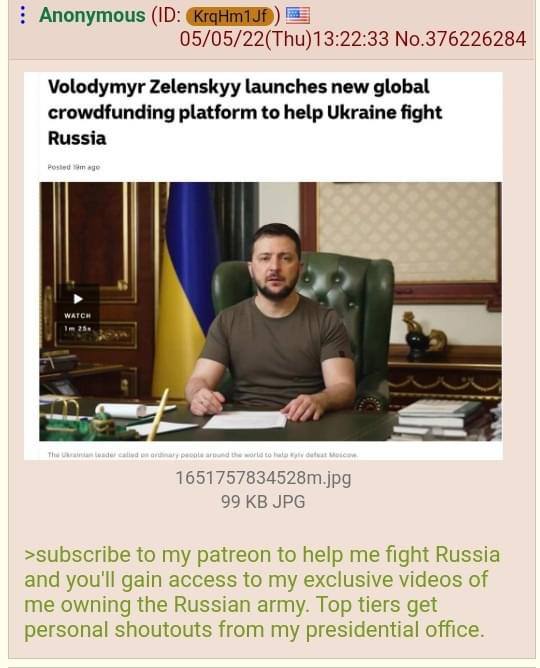 Anonymous (ID: KrqHm1Jf)
05/05/22(Thu)13:22:33 No.376226284
Volodymyr Zelenskyy launches new global
crowdfunding platform to help Ukraine fight
Russia
Posted 19m ago
WATCH
1m 25s
The Ukrainian leader called on ordinary people around the world to help Kyiv defeat Moscow.
1651757834528m.jpg
99 KB JPG
>subscribe to my patreon to help me fight Russia
and you'll gain access to my exclusive videos of
me owning the Russian army. Top tiers get
personal shoutouts from my presidential office.